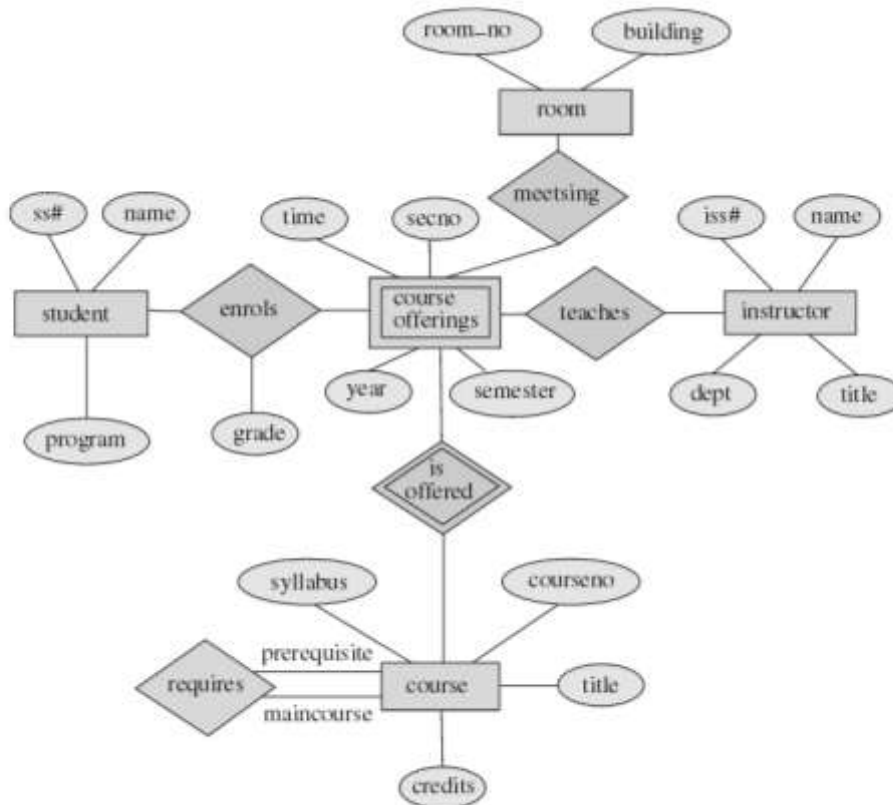 room_no
building
room
meetsing
ss#
name
time
secno
iss#
name
student
enrols
course
offerings
teaches
instructor
year
semester
dept
title
program
grade
is
offered
syllabus
courseno
prerequisite
requires
course
title
maincourse
credits